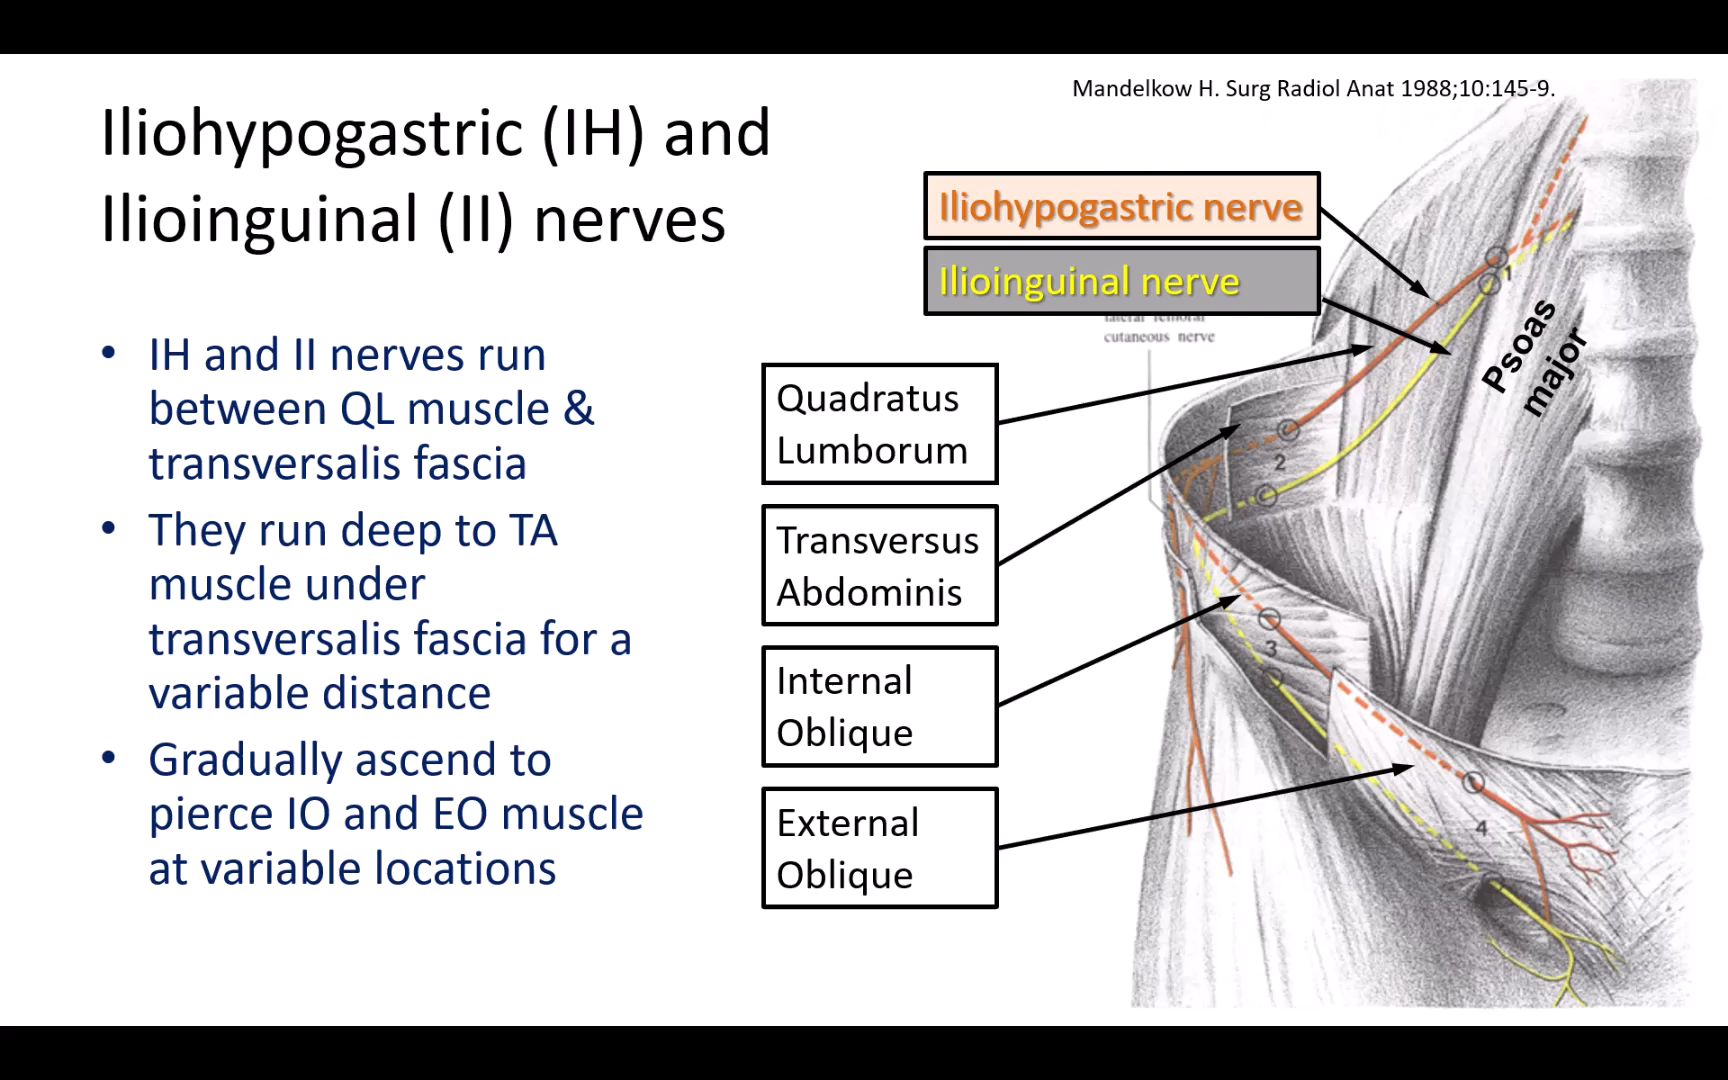 Mandelkow H. Surg Radiol Anat 1988;10:145-9.
Iliohypogastric (IH) and
Ilioinguinal (II) nerves
• IH and II nerves run
between QL muscle &
transversalis fascia
• They run deep to TA
muscle under
transversalis fascia for a
variable distance
• Gradually ascend to
pierce IO and EO muscle
at variable locations
Iliohypogastric nerve
Ilioinguinal nerve
lateral femoral
cutaneous nerve
Quadratus
Lumborum
Transversus
Abdominis
Internal
Oblique
External
Oblique
Psoas
major
1
2
3
4